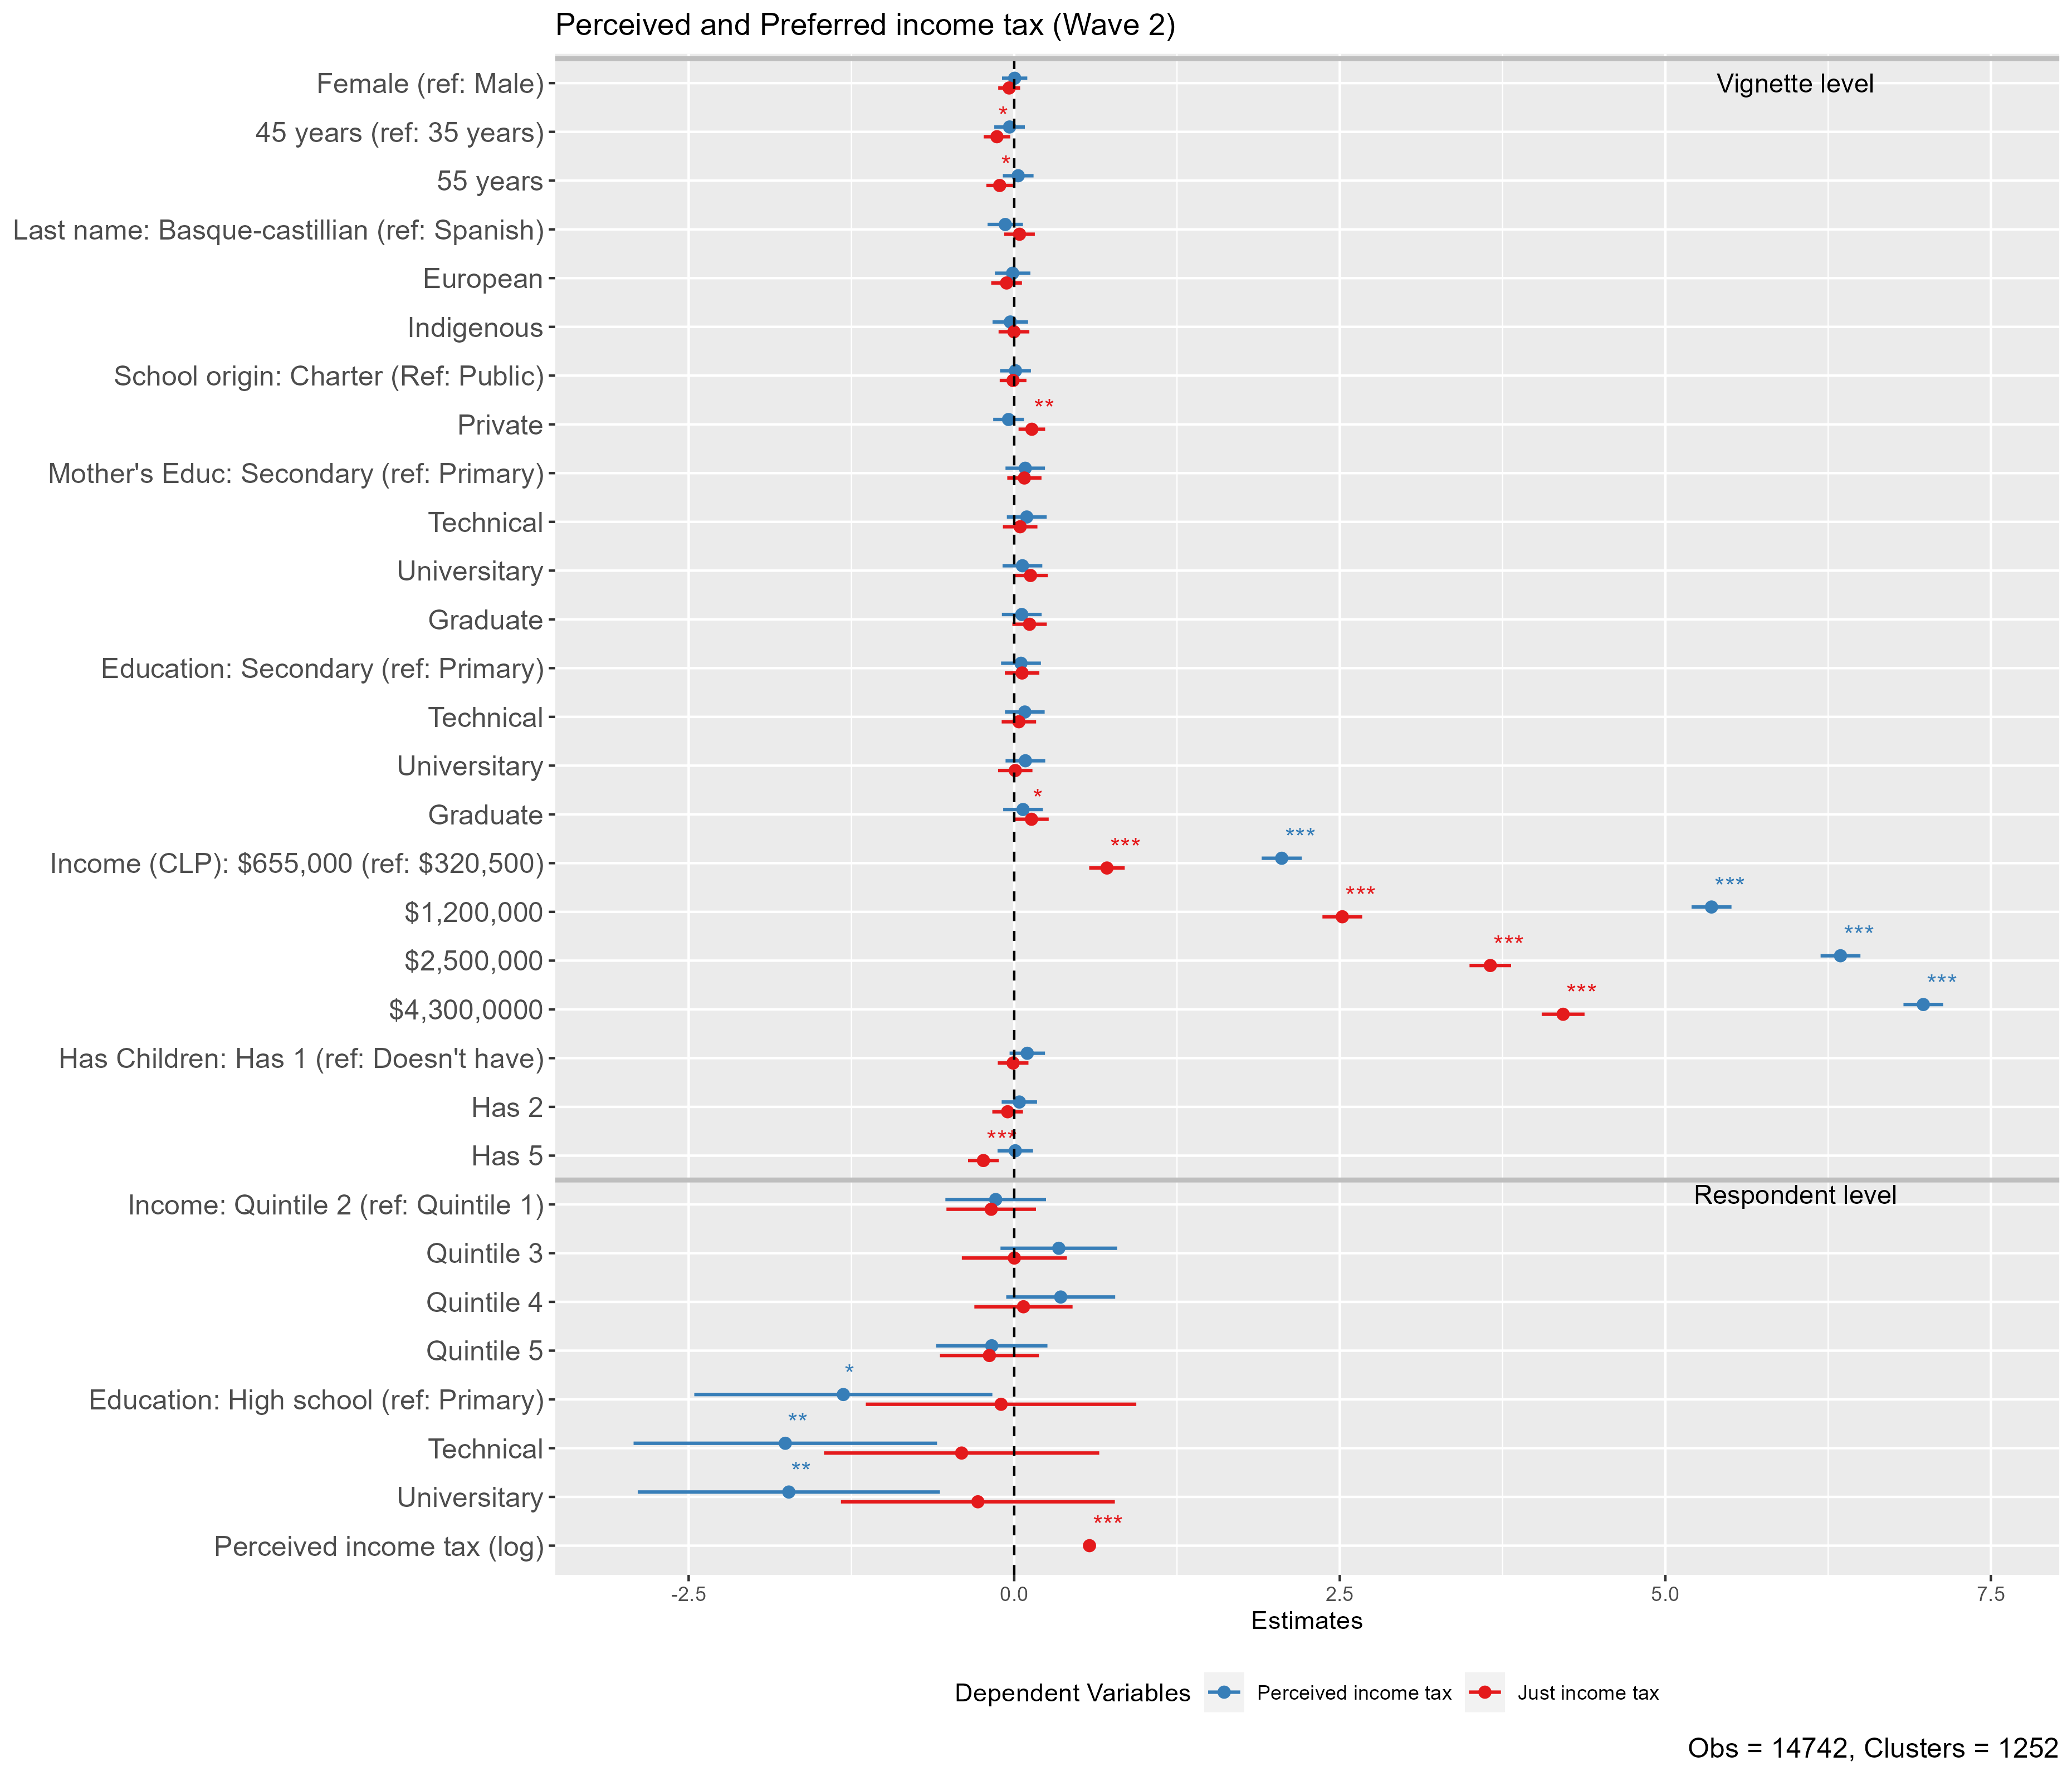 Perceived and Preferred income tax (Wave 2)
Female (ref: Male)
Vignette level
*
45 years (ref: 35 years)
*
55 years
Last name: Basque-castillian (ref: Spanish)
European
Indigenous
School origin: Charter (Ref: Public)
**
Private
Mother's Educ: Secondary (ref: Primary)
Technical
Universitary
Graduate
Education: Secondary (ref: Primary)
Technical
Universitary
*
Graduate
*** ***
Income (CLP): $655,000 (ref: $320,500)
*** ***
$1,200,000
*** ***
$2,500,000
*** ***
$4,300,0000
Has Children: Has 1 (ref: Doesn't have)
Has 2
***
Has 5
Respondent level
Income: Quintile 2 (ref: Quintile 1)
Quintile 3
Quintile 4
Quintile 5
*
Education: High school (ref: Primary)
**
Technical
**
Universitary
***
Perceived income tax (log)
-2.5 0.0 2.5 5.0 7.5
Estimates
Dependent Variables Perceived income tax Just income tax
Obs = 14742, Clusters = 1252